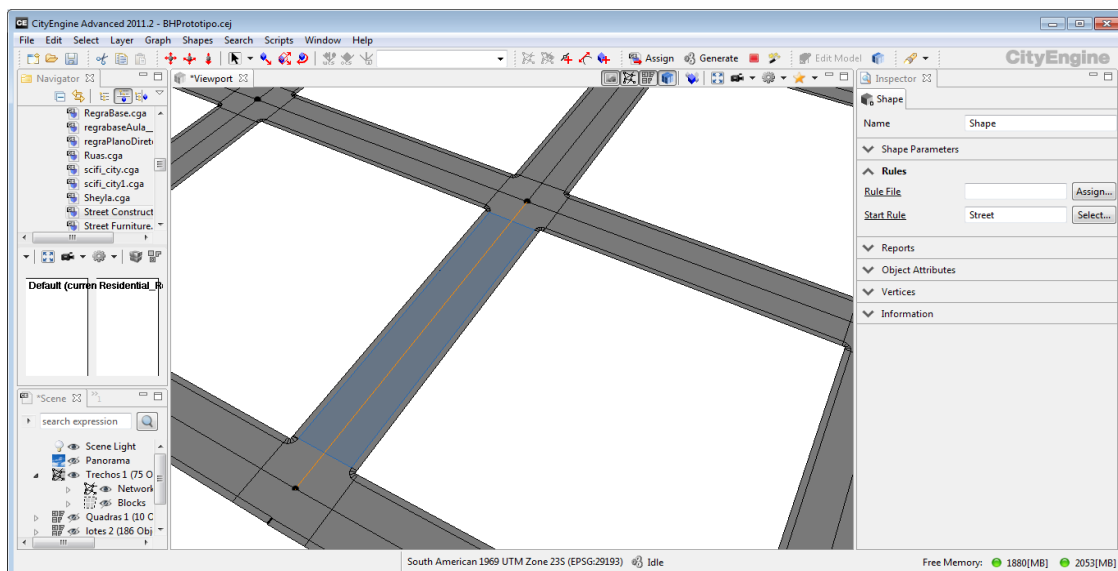 CE CityEngine Advanced 2011.2 - BHPrototipo.cej
File Edit Select Layer Graph Shapes Search Scripts Window Help
Assign Generate Edit Model CityEngine
Navigator
RegraBase.cga
regrabaseAula_
regraPlanoDiret
Ruas.cga
scifi_city.cga
scifi_city1.cga
Sheyla.cga
Street Construct
Street Furniture.
Default (curren Residential_R
*Scene
search expression
Scene Light
Panorama
Trechos 1 (75 O
Network
Blocks
Quadras 1 (10 O
lotes 2 (186 Obj
*Viewport
Inspector
Shape
Name Shape
Shape Parameters
Rules
Rule File Assign...
Start Rule Street Select...
Reports
Object Attributes
Vertices
Information
South American 1969 UTM Zone 23S (EPSG:29193) Idle Free Memory: 1880[MB] 2053[MB]